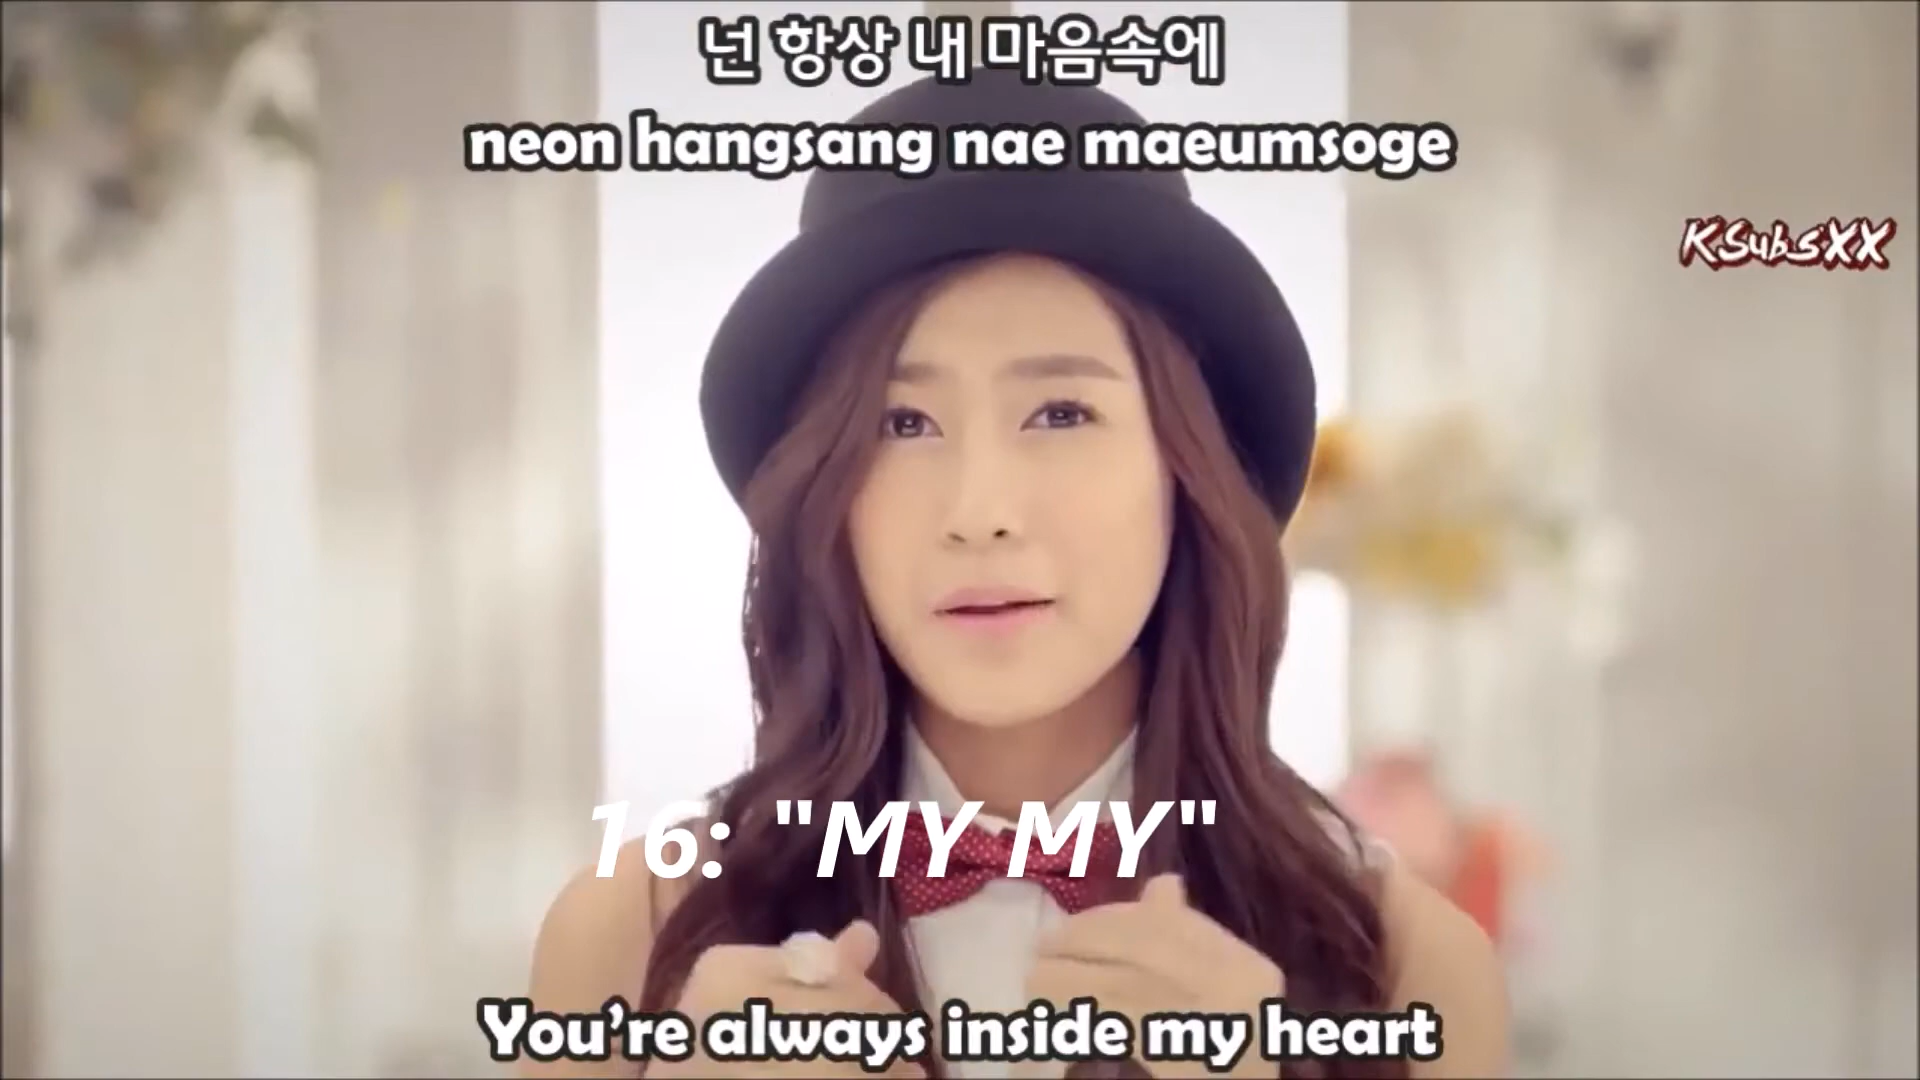 넌 항상 내 마음속에
neon hangsang nae maeumsoge
KSubsXX
16: "MY MY"
You're always inside my heart